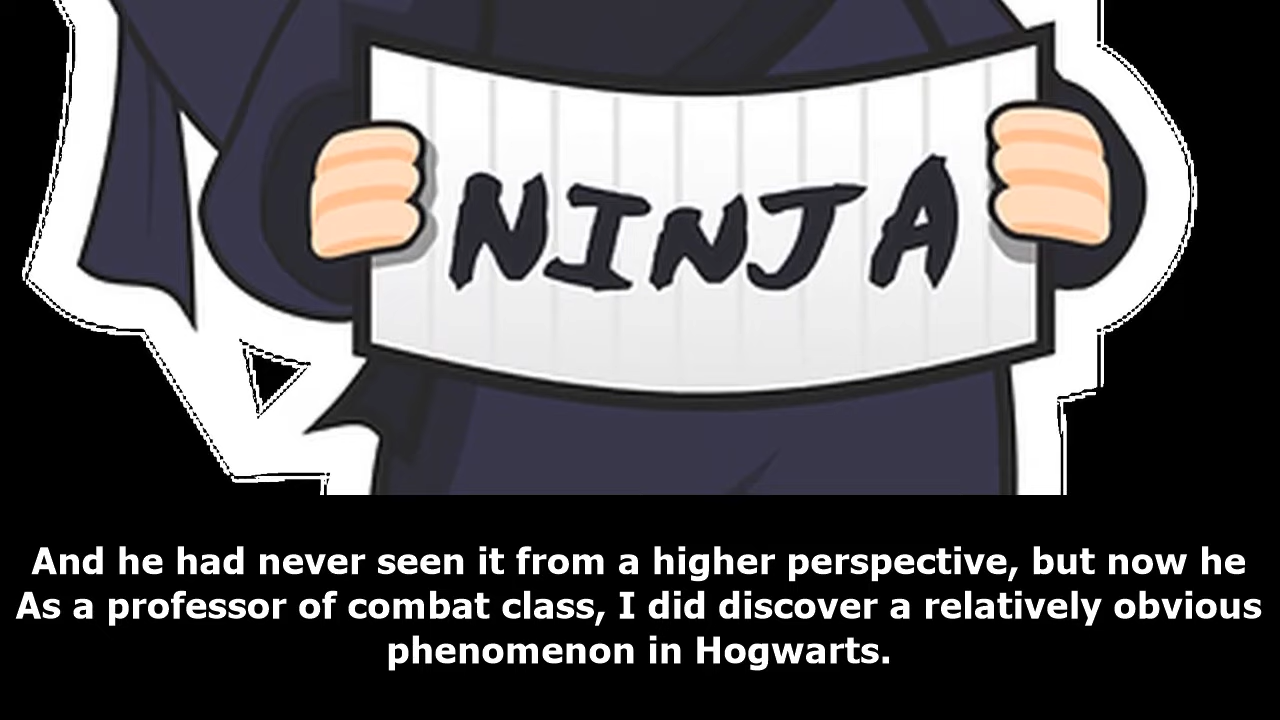 NINJA
And he had never seen it from a higher perspective, but now he
As a professor of combat class, I did discover a relatively obvious
phenomenon in Hogwarts.